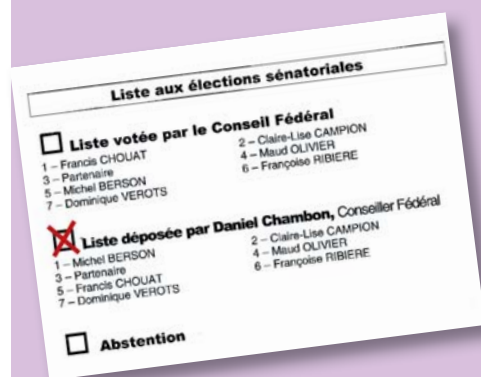 Liste aux élections sénatoriales
Liste votée par le Conseil Fédéral
1 – Francis CHOUAT
2 – Claire-Lise CAMPION
3 – Partenaire
4 – Maud OLIVIER
5 – Michel BERSON
6 – Françoise RIBIERE
7 – Dominique VEROTS
Liste déposée par Daniel Chambon, Conseiller Fédéral
1 – Michel BERSON
2 – Claire-Lise CAMPION
3 – Partenaire
4 – Maud OLIVIER
5 – Francis CHOUAT
6 – Françoise RIBIERE
7 – Dominique VEROTS
Abstention